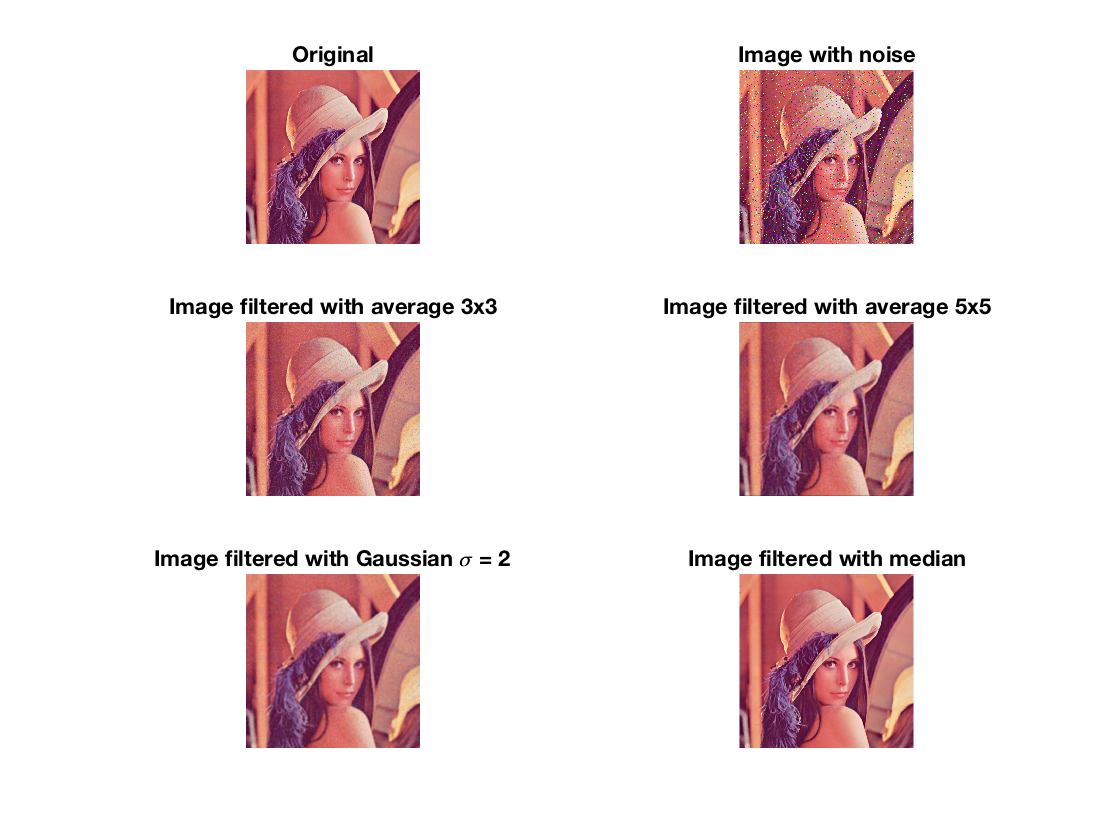 Original
Image with noise
Image filtered with average 3x3
Image filtered with average 5x5
Image filtered with Gaussian σ = 2
Image filtered with median